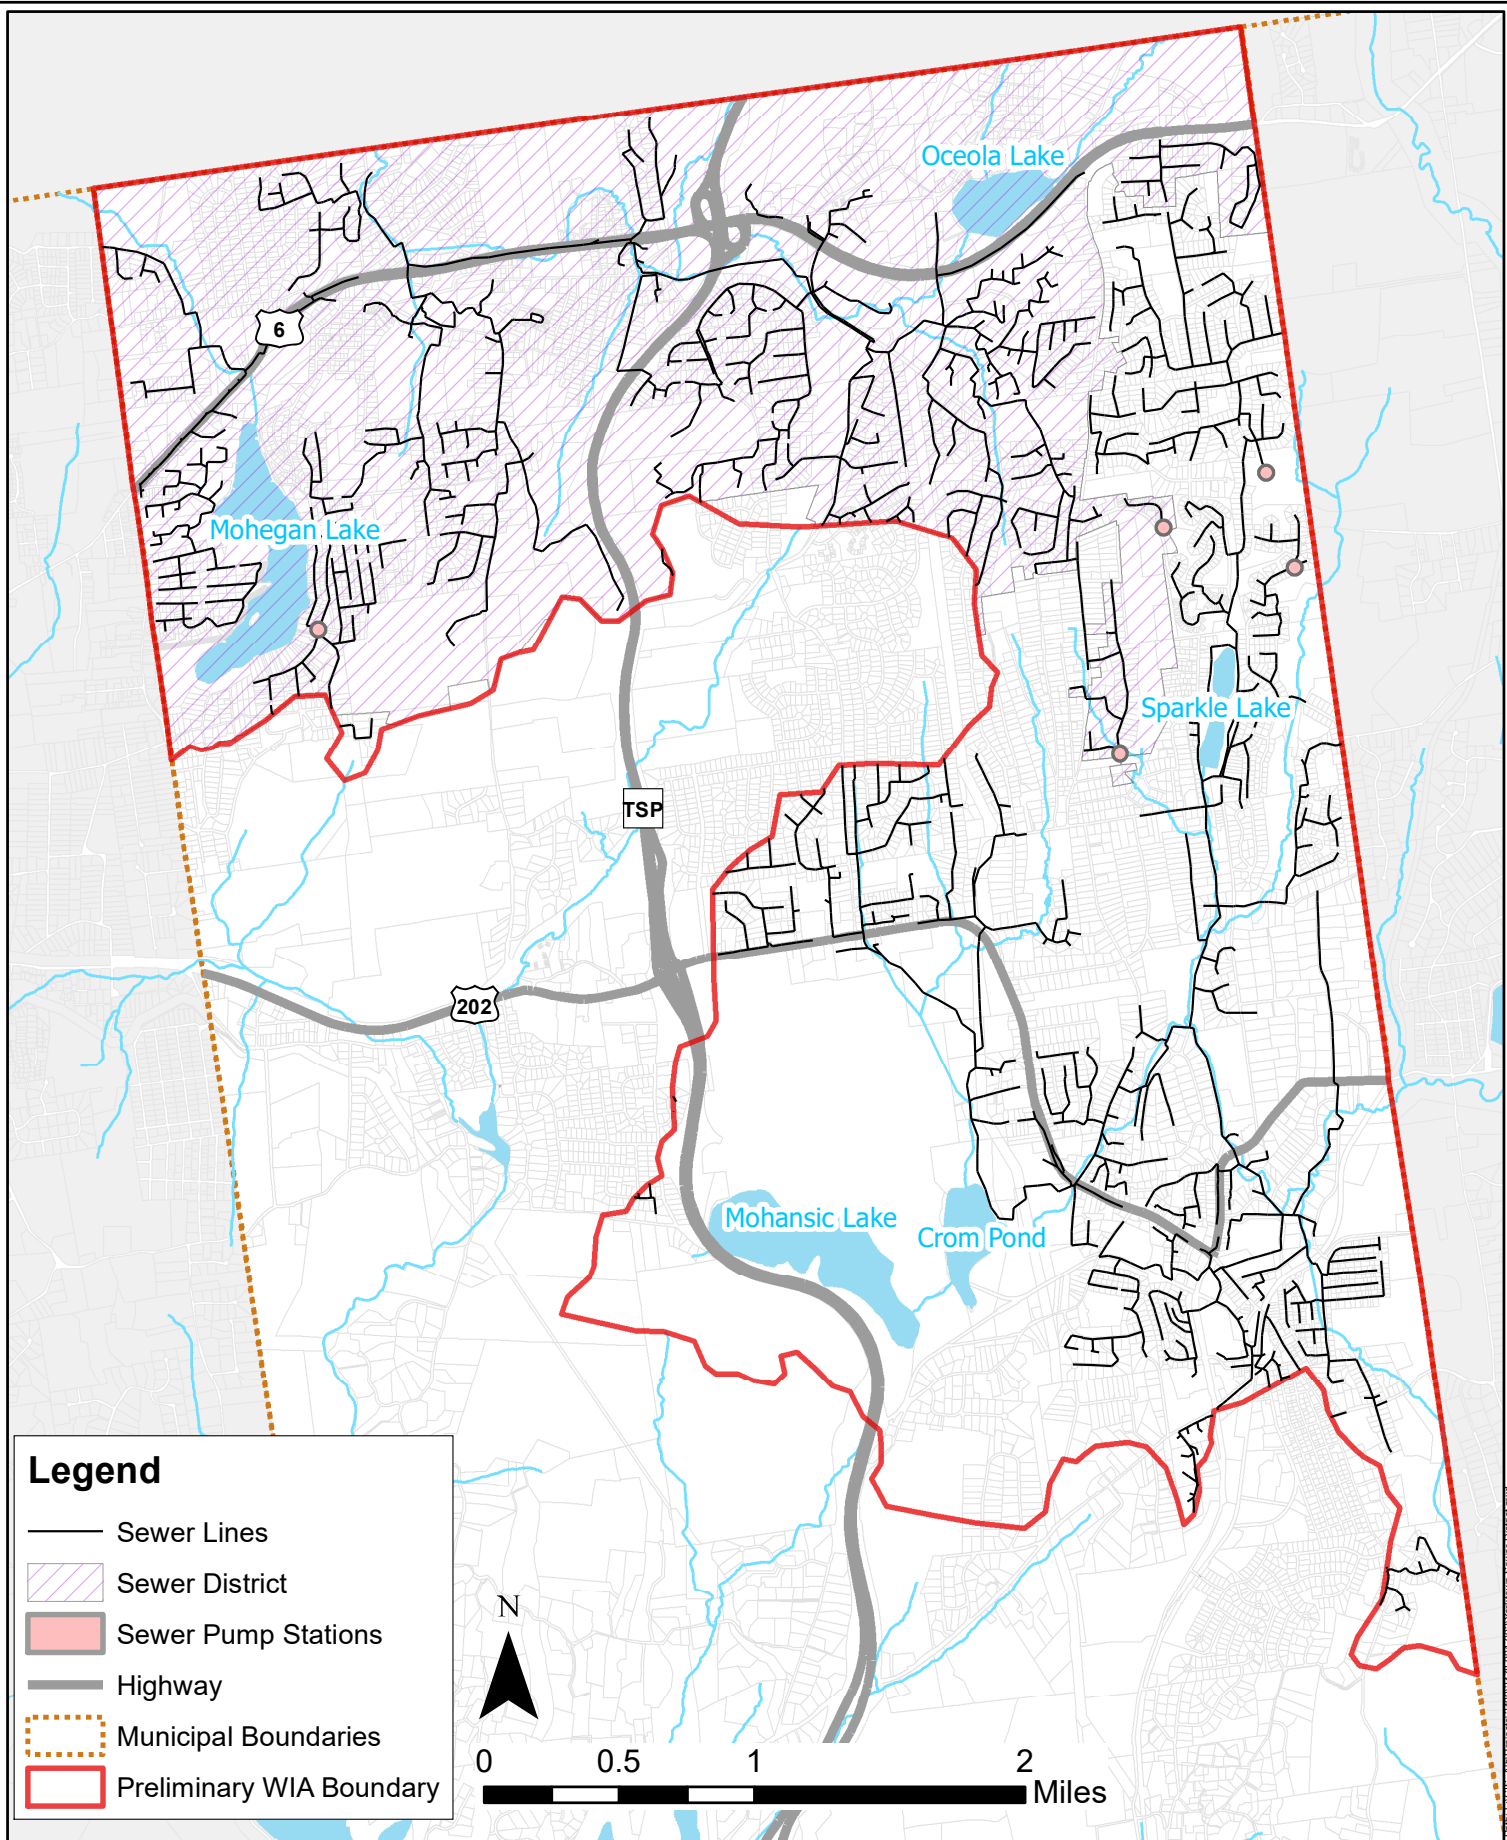 Oceola Lake
6
Mohegan Lake
Sparkle Lake
TSP
202
Mohansic Lake
Crom Pond
Legend
Sewer Lines
Sewer District
Sewer Pump Stations
Highway
Municipal Boundaries
Preliminary WIA Boundary
N
0 0.5 1 2
Miles